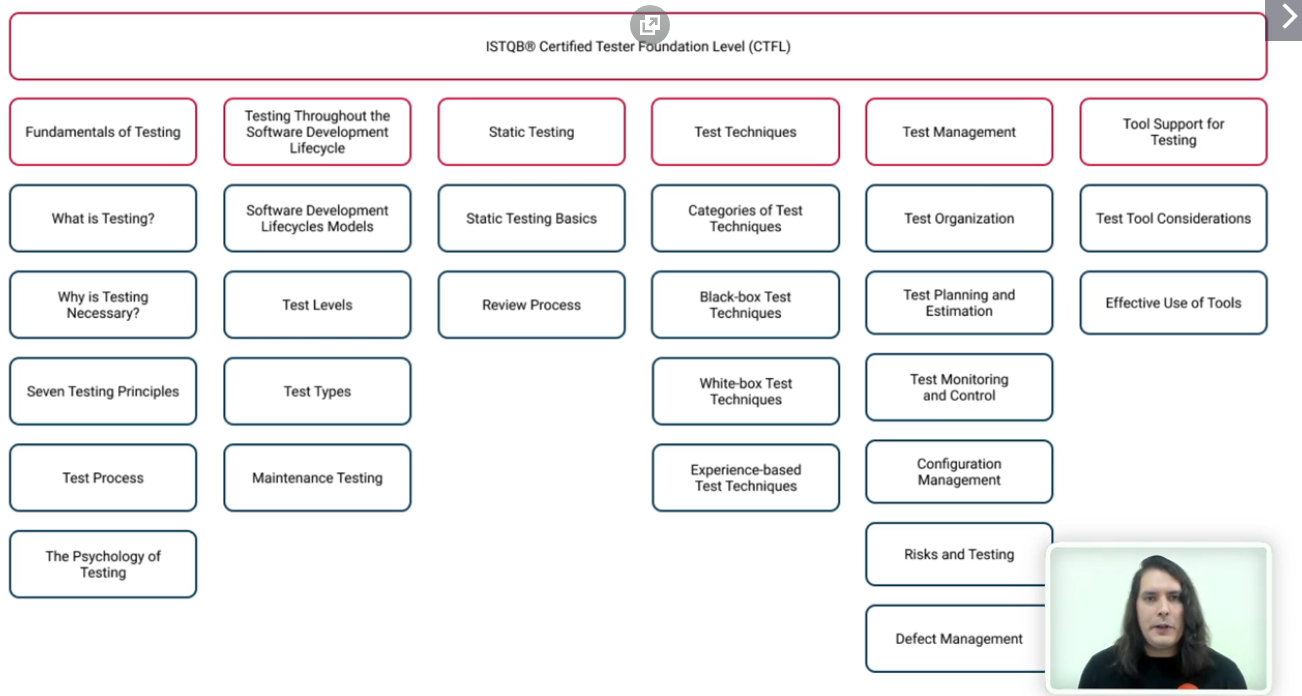 ISTQB® Certified Tester Foundation Level (CTFL)
Fundamentals of Testing
Testing Throughout the
Software Development
Lifecycle
Static Testing
Test Techniques
Test Management
Tool Support for
Testing
What is Testing?
Software Development
Lifecycles Models
Static Testing Basics
Categories of Test
Techniques
Test Organization
Test Tool Considerations
Why is Testing
Necessary?
Test Levels
Review Process
Black-box Test
Techniques
Test Planning and
Estimation
Effective Use of Tools
Seven Testing Principles
Test Types
White-box Test
Techniques
Test Monitoring
and Control
Test Process
Maintenance Testing
Experience-based
Test Techniques
Configuration
Management
The Psychology of
Testing
Risks and Testing
Defect Management